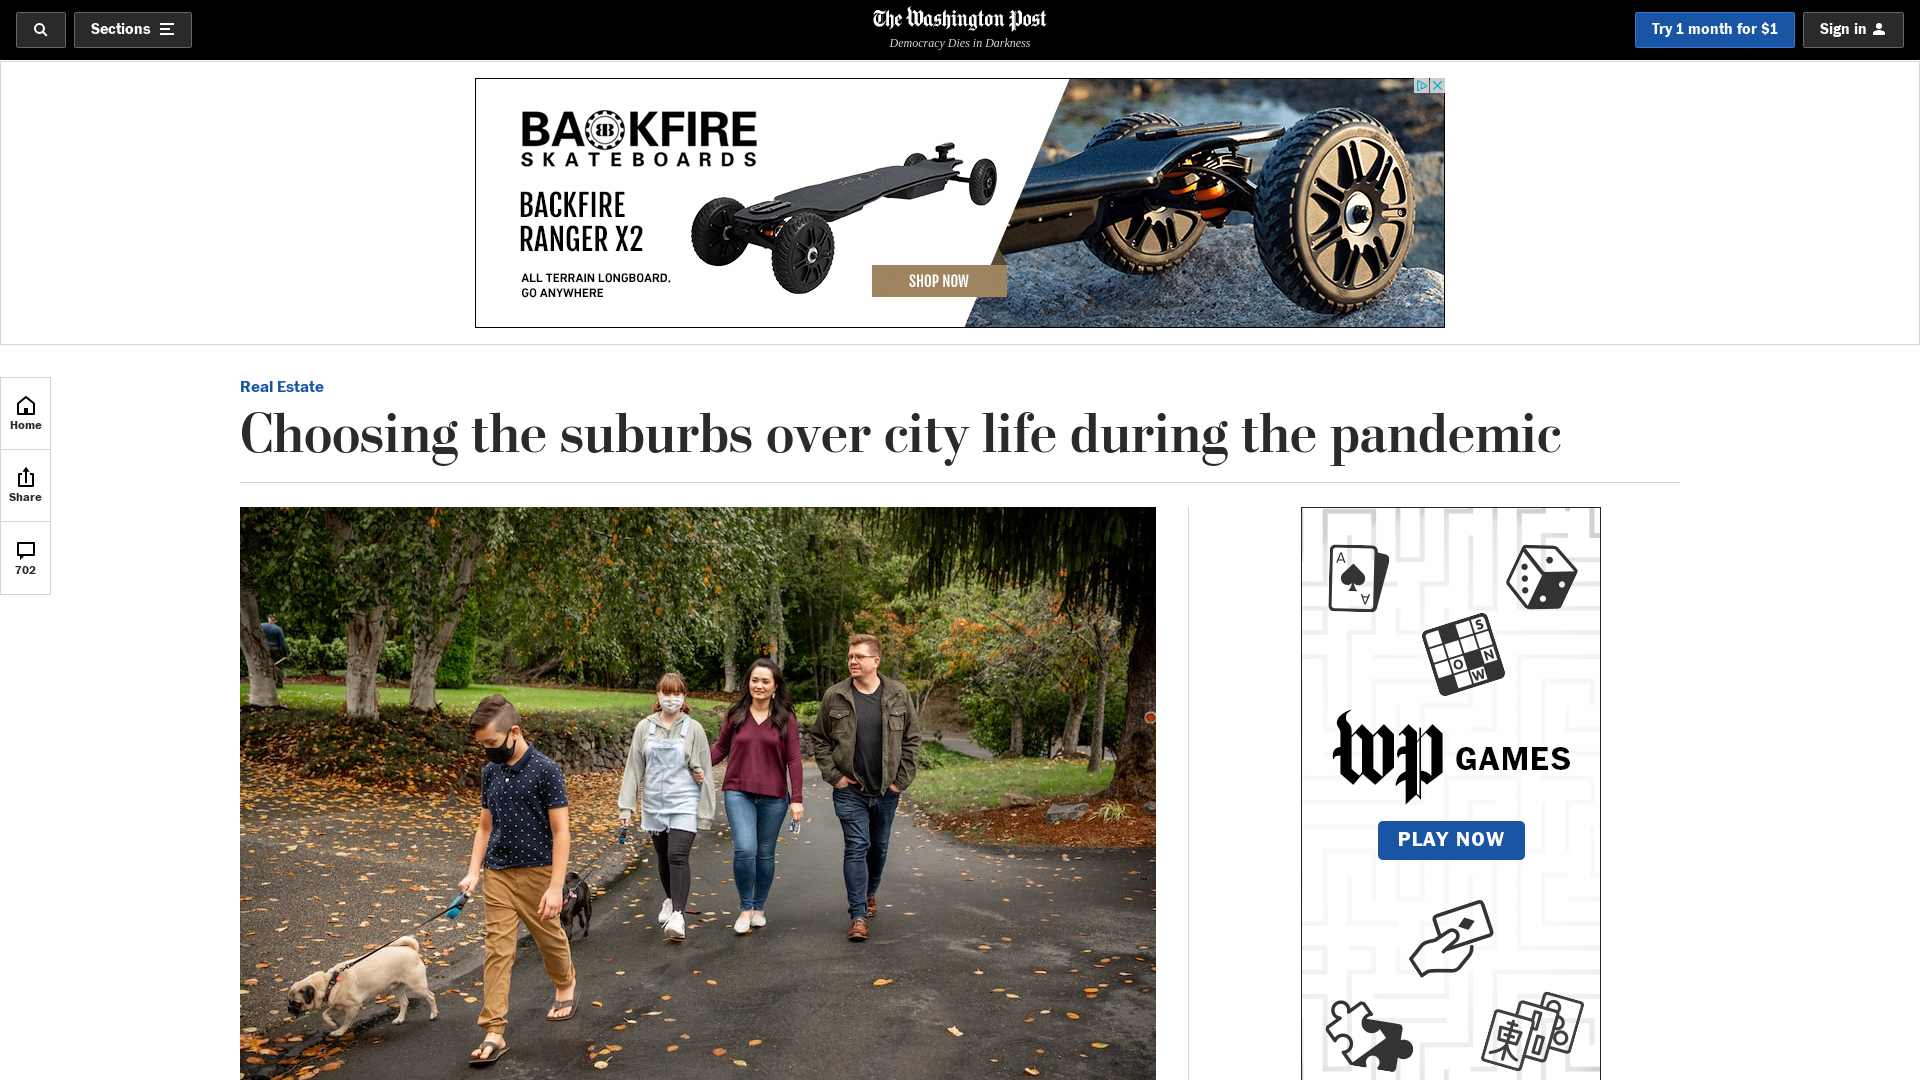 Sections
The Washington Post
Democracy Dies in Darkness
Try 1 month for $1
Sign in
BACKFIRE
SKATEBOARDS
BACKFIRE
RANGER X2
ALL TERRAIN LONGBOARD,
GO ANYWHERE
SHOP NOW
Home
Share
702
Real Estate
Choosing the suburbs over city life during the pandemic
A
A
S
O N
W
wp GAMES
PLAY NOW
東